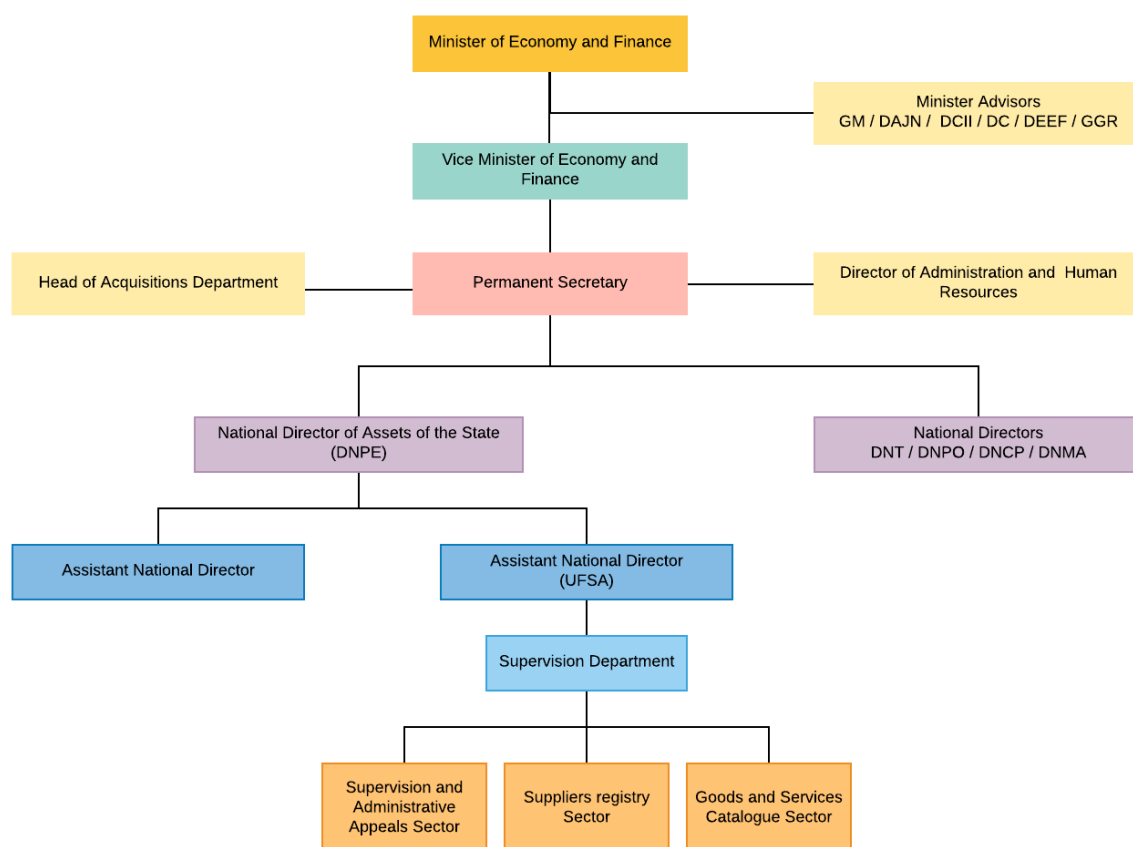 Minister of Economy and Finance
Minister Advisors
GM / DAJN / DCII / DC / DEEF / GGR
Vice Minister of Economy and
Finance
Head of Acquisitions Department
Permanent Secretary
Director of Administration and Human
Resources
National Director of Assets of the State
(DNPE)
National Directors
DNT / DNPO / DNCP / DNMA
Assistant National Director
Assistant National Director
(UFSA)
Supervision Department
Supervision and
Administrative
Appeals Sector
Suppliers registry
Sector
Goods and Services
Catalogue Sector